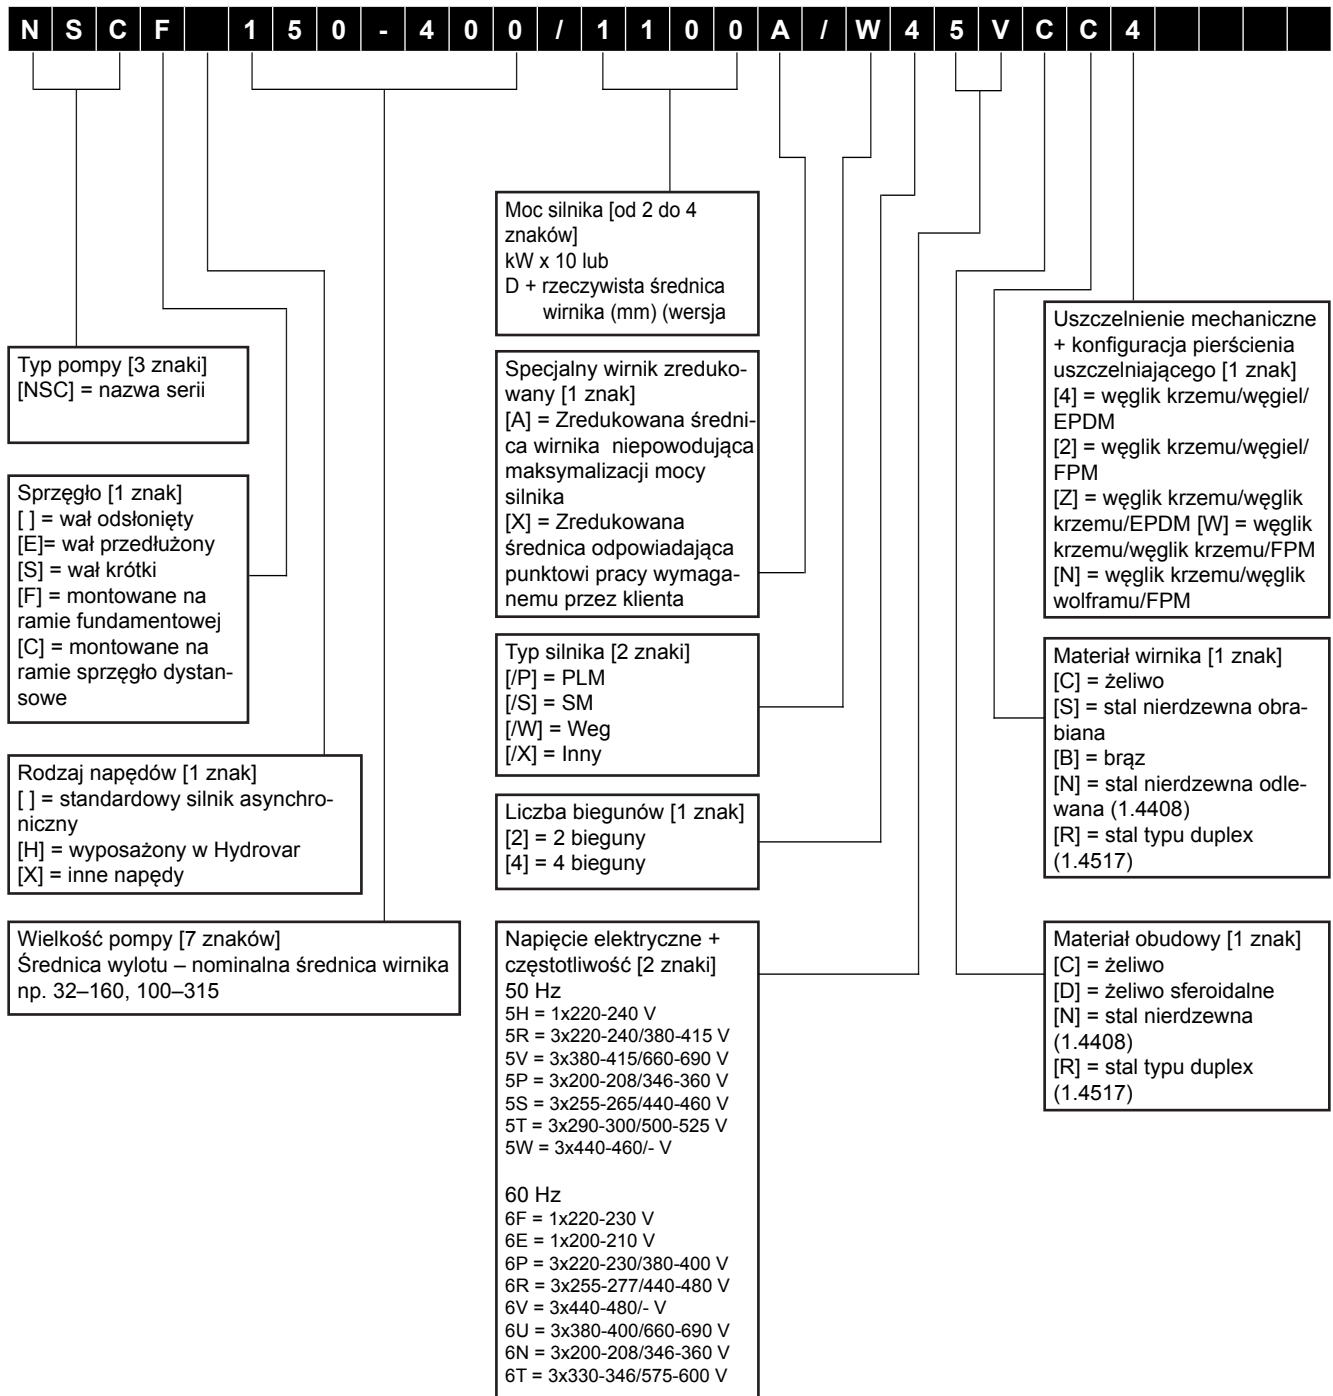 NSCF 150-400/1100A/W45VCC4
Moc silnika [od 2 do 4
znaków]
kW x 10 lub
D + rzeczywista średnica
wirnika (mm) (wersja
Typ pompy [3 znaki]
[NSC] = nazwa serii
Sprzęgło [1 znak]
[ ] = wał odsłonięty
[E]= wał przedłużony
[S] = wał krótki
[F] = montowane na
ramie fundamentowej
[C] = montowane na
ramie sprzęgło dystan-
sowe
Rodzaj napędów [1 znak]
[ ] = standardowy silnik asynchro-
niczny
[H] = wyposażony w Hydrovar
[X] = inne napędy
Wielkość pompy [7 znaków]
Średnica wylotu – nominalna średnica wirnika
np. 32–160, 100–315
Specjalny wirnik zreduko-
wany [1 znak]
[A] = Zredukowana średni-
ca wirnika niepowodująca
maksymalizacji mocy
silnika
[X] = Zredukowana
średnica odpowiadająca
punktowi pracy wymaga-
nemu przez klienta
Typ silnika [2 znaki]
[/P] = PLM
[/S] = SM
[/W] = Weg
[/X] = Inny
Liczba biegunów [1 znak]
[2] = 2 bieguny
[4] = 4 bieguny
Napięcie elektryczne +
częstotliwość [2 znaki]
50 Hz
5H = 1x220-240 V
5R = 3x220-240/380-415 V
5V = 3x380-415/660-690 V
5P = 3x200-208/346-360 V
5S = 3x255-265/440-460 V
5T = 3x290-300/500-525 V
5W = 3x440-460/- V
60 Hz
6F = 1x220-230 V
6E = 1x200-210 V
6P = 3x220-230/380-400 V
6R = 3x255-277/440-480 V
6V = 3x440-480/- V
6U = 3x380-400/660-690 V
6N = 3x200-208/346-360 V
6T = 3x330-346/575-600 V
Uszczelnienie mechaniczne
+ konfiguracja pierścienia
uszczelniającego [1 znak]
[4] = węglik krzemu/węgiel/
EPDM
[2] = węglik krzemu/węgiel/
FPM
[Z] = węglik krzemu/węglik
krzemu/EPDM [W] = węglik
krzemu/węglik krzemu/FPM
[N] = węglik krzemu/węglik
wolframu/FPM
Materiał wirnika [1 znak]
[C] = żeliwo
[S] = stal nierdzewna obra-
biana
[B] = brąz
[N] = stal nierdzewna odle-
wana (1.4408)
[R] = stal typu duplex
(1.4517)
Materiał obudowy [1 znak]
[C] = żeliwo
[D] = żeliwo sferoidalne
[N] = stal nierdzewna
(1.4408)
[R] = stal typu duplex
(1.4517)